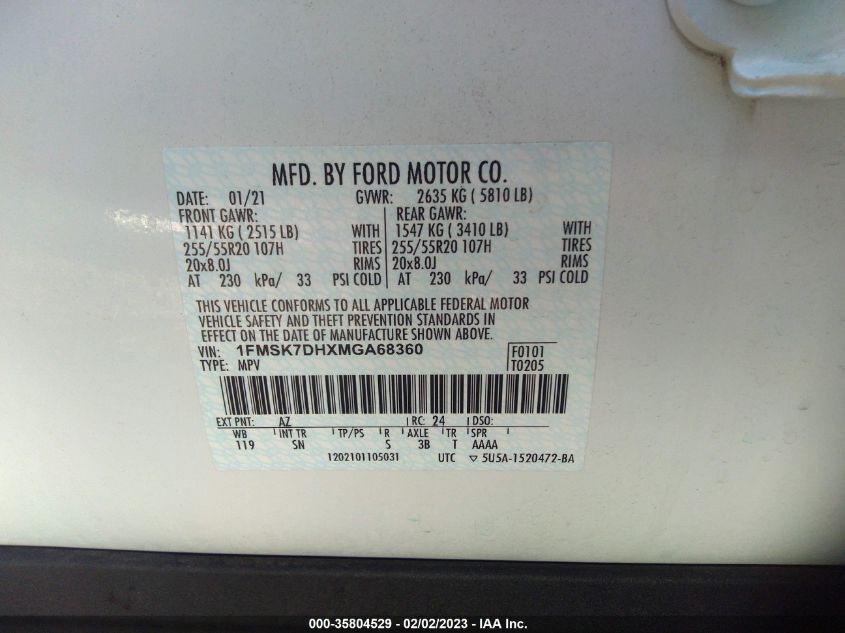 MFD. BY FORD MOTOR CO.
DATE: 01/21 GVWR: 2635 KG ( 5810 LB)
FRONT GAWR: REAR GAWR:
1141 KG ( 2515 LB) WITH 1547 KG ( 3410 LB) WITH
255/55R20 107H TIRES 255/55R20 107H TIRES
20x8.0J RIMS 20x8.0J RIMS
AT 230 kPa/ 33 PSI COLD AT 230 kPa/ 33 PSI COLD
THIS VEHICLE CONFORMS TO ALL APPLICABLE FEDERAL MOTOR
VEHICLE SAFETY AND THEFT PREVENTION STANDARDS IN
EFFECT ON THE DATE OF MANUFACTURE SHOWN ABOVE.
VIN: 1FMSK7DHXMGA68360 F0101
TYPE: MPV T0205
EXT PNT: AZ RC: 24 DSO:
WB INT TR TP/PS R AXLE TR SPR
119 SN S 3B T AAAA
1202101105031 UTC ▽ 5U5A-1520472-BA
000-35804529 - 02/02/2023 - IAA Inc.